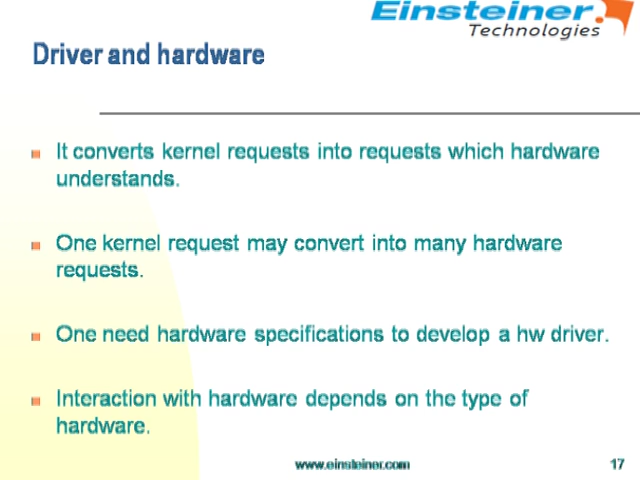 Einsteiner
Technologies
Driver and hardware
It converts kernel requests into requests which hardware
understands.
One kernel request may convert into many hardware
requests.
One need hardware specifications to develop a hw driver.
Interaction with hardware depends on the type of
hardware.
www.einsteiner.com
17